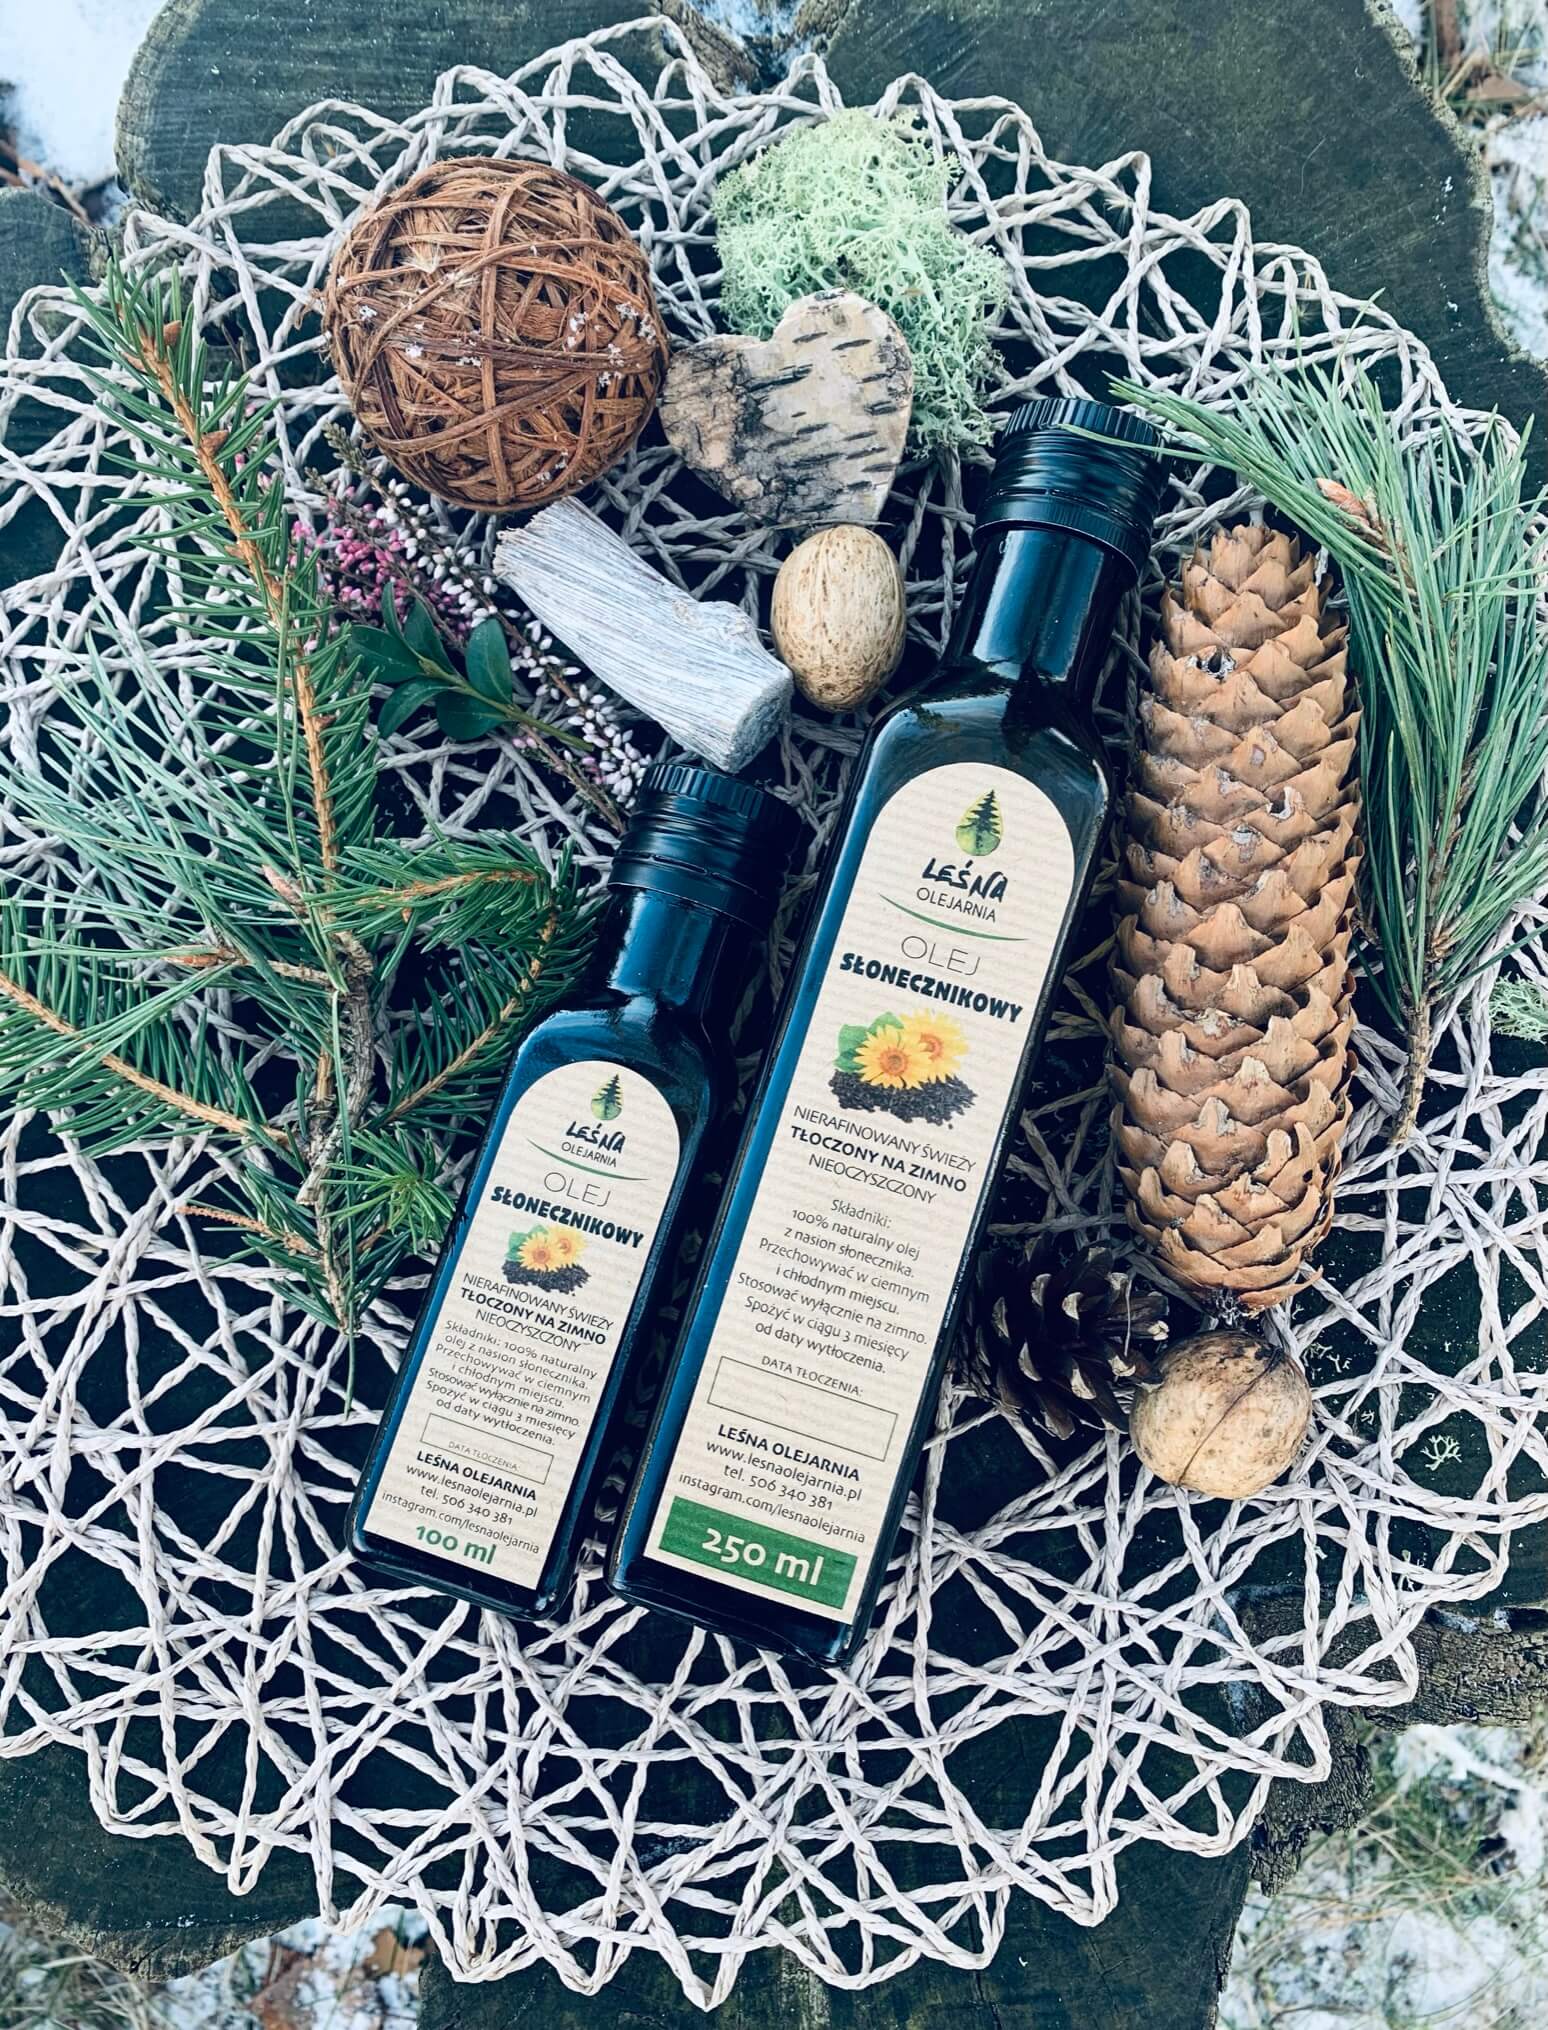 LEŚNA
OLEJARNIA
OLEJ
SŁONECZNIKOWY
NIERAFINOWANY ŚWIEŻY
TŁOCZONY NA ZIMNO
NIEOCZYSZCZONY
Składniki: 100% naturalny
olej z nasion słonecznika.
Przechowywać w ciemnym
i chłodnym miejscu.
Stosować wyłącznie na zimno.
Spożyć w ciągu 3 miesięcy
od daty wytłoczenia.
DATA TŁOCZENIA:
LEŚNA OLEJARNIA
www.lesnaolejarnia.pl
tel. 506 340 381
instagram.com/lesnaolejarnia
100 ml
LEŚNA
OLEJARNIA
OLEJ
SŁONECZNIKOWY
NIERAFINOWANY ŚWIEŻY
TŁOCZONY NA ZIMNO
NIEOCZYSZCZONY
Składniki:
100% naturalny olej
z nasion słonecznika.
Przechowywać w ciemnym
i chłodnym miejscu.
Stosować wyłącznie na zimno.
Spożyć w ciągu 3 miesięcy
od daty wytłoczenia.
DATA TŁOCZENIA:
LEŚNA OLEJARNIA
www.lesnaolejarnia.pl
tel. 506 340 381
instagram.com/lesnaolejarnia
250 ml